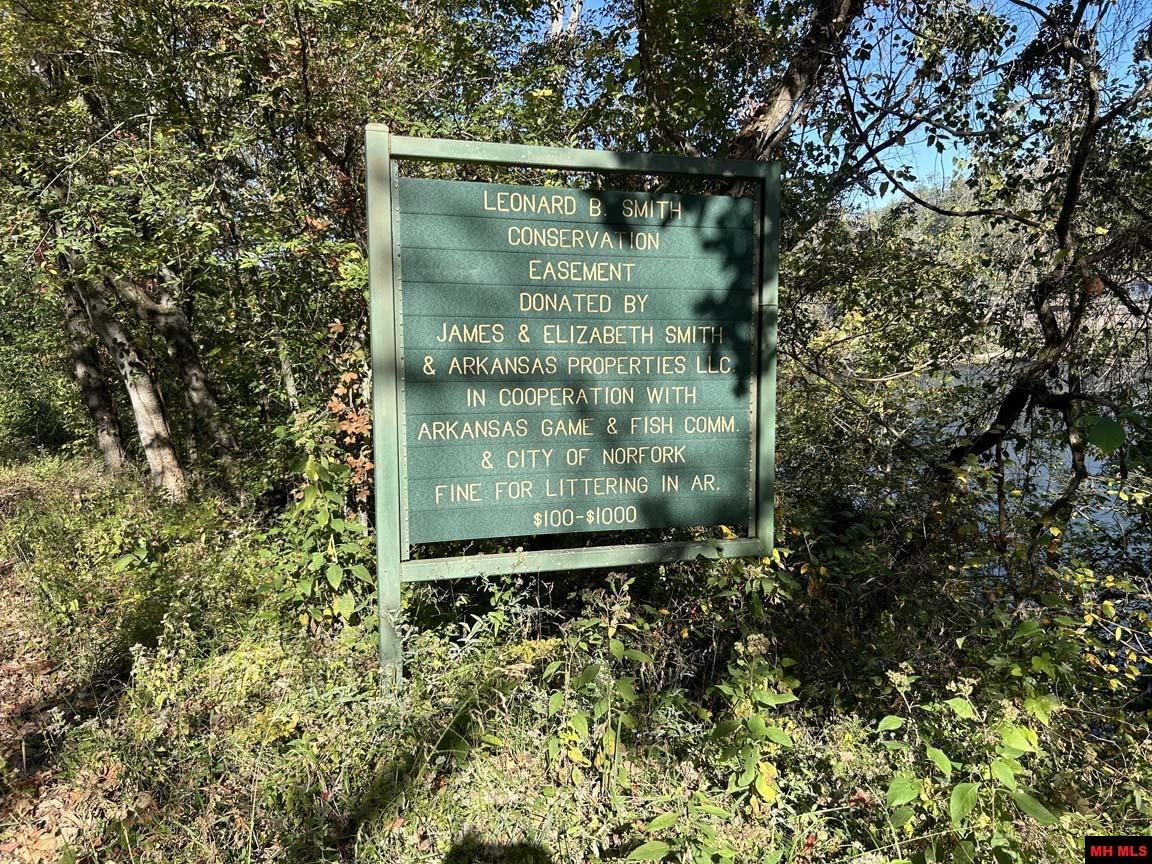 LEONARD B. SMITH
CONSERVATION
EASEMENT
DONATED BY
JAMES & ELIZABETH SMITH
& ARKANSAS PROPERTIES LLC.
IN COOPERATION WITH
ARKANSAS GAME & FISH COMM.
& CITY OF NORFORK
FINE FOR LITTERING IN AR.
$100-$1000
MH MLS